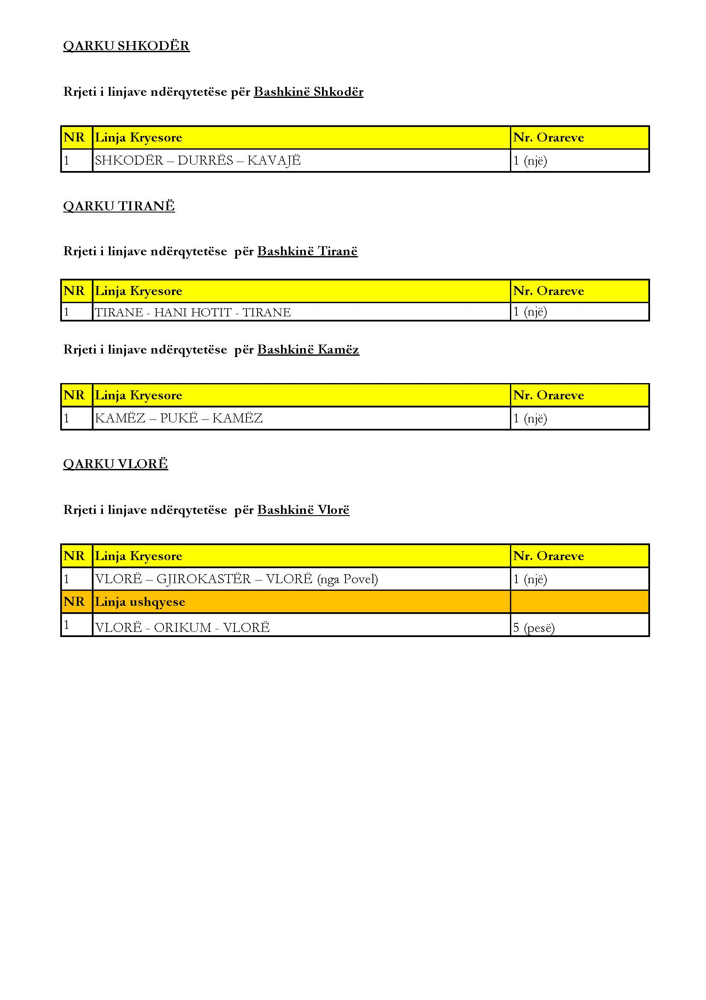 QARKU SHKODËR
Rrjeti i linjave ndërqytetëse për Bashkinë Shkodër
NR Linja Kryesore Nr. Orareve
1 SHKODËR – DURRËS – KAVAJË 1 (një)
QARKU TIRANË
Rrjeti i linjave ndërqytetëse për Bashkinë Tiranë
NR Linja Kryesore Nr. Orareve
1 TIRANE - HANI HOTIT - TIRANE 1 (një)
Rrjeti i linjave ndërqytetëse për Bashkinë Kamëz
NR Linja Kryesore Nr. Orareve
1 KAMËZ – PUKË – KAMËZ 1 (një)
QARKU VLORË
Rrjeti i linjave ndërqytetëse për Bashkinë Vlorë
NR Linja Kryesore Nr. Orareve
1 VLORË – GJIROKASTËR – VLORË (nga Povel) 1 (një)
NR Linja ushqyese
1 VLORË - ORIKUM - VLORË 5 (pesë)